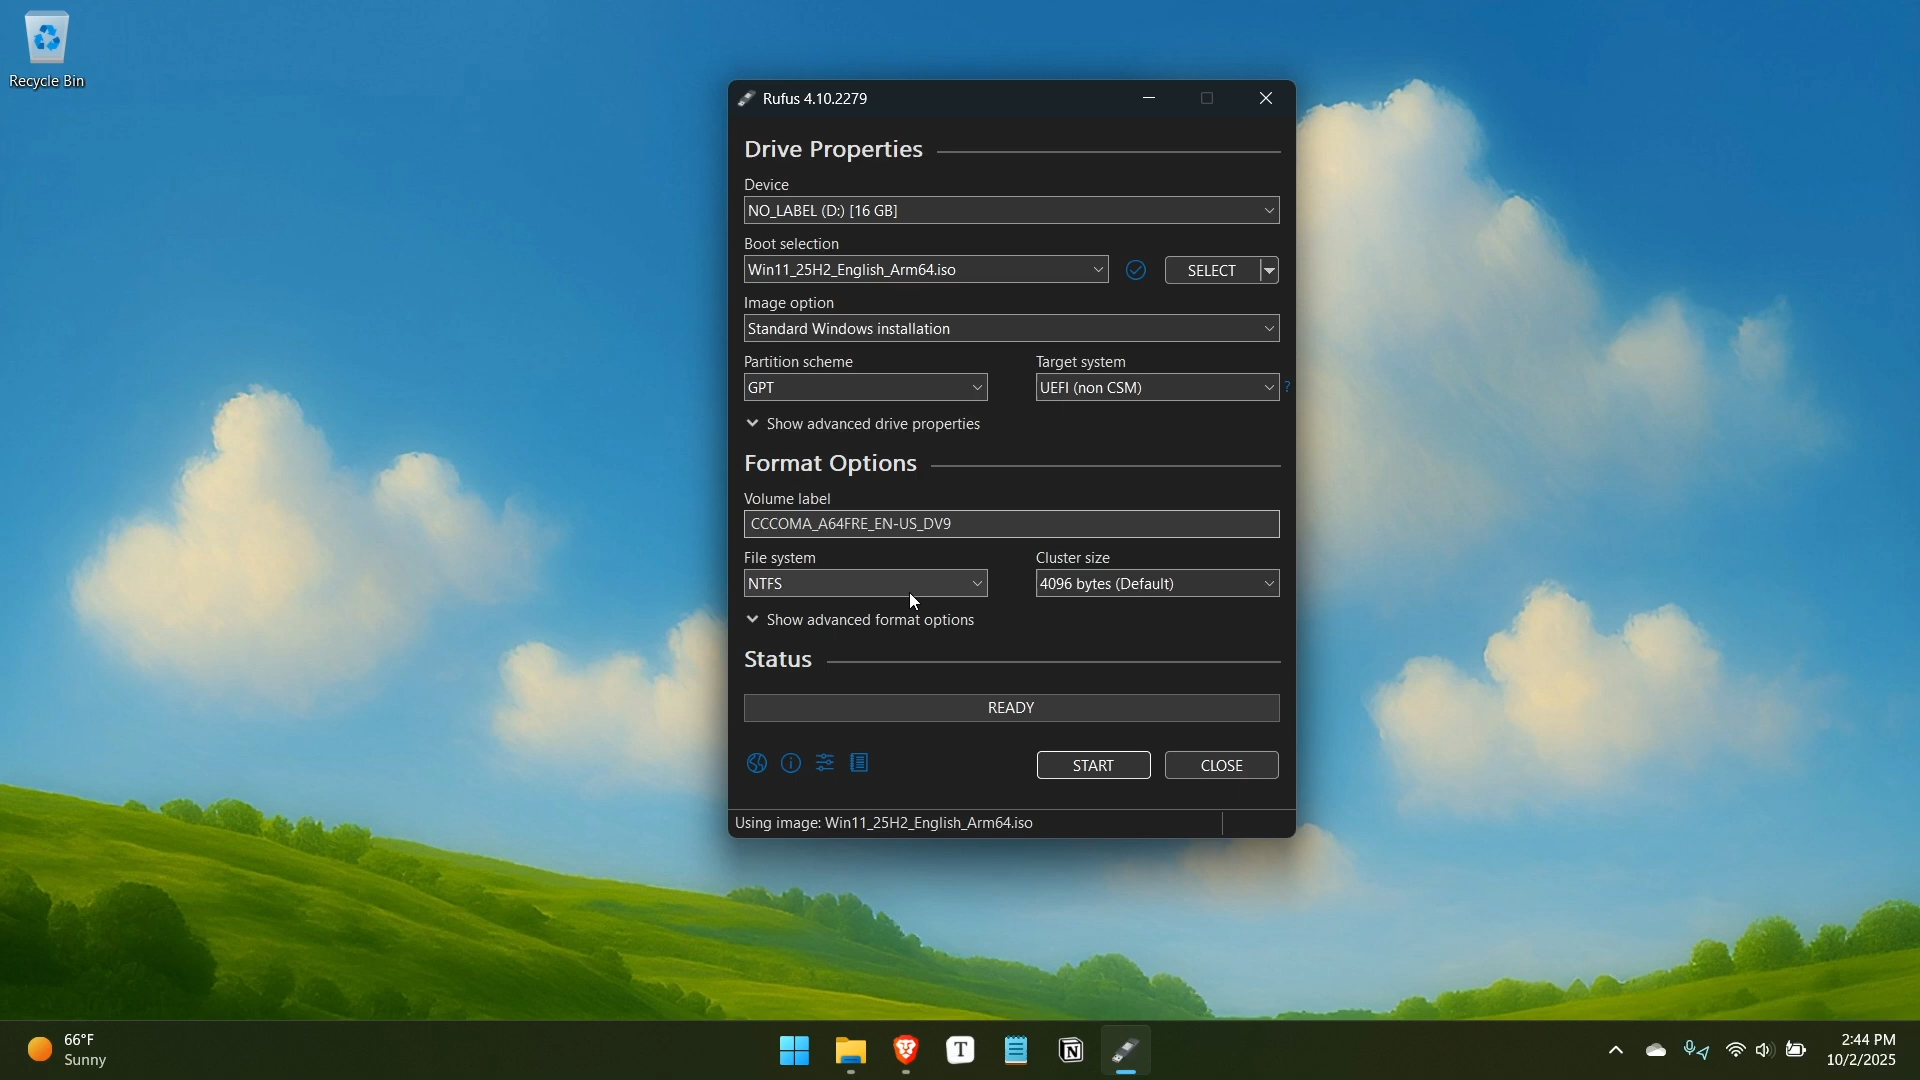 Recycle Bin
Rufus 4.10.2279
Drive Properties
Device
NO_LABEL (D:) [16 GB]
Boot selection
Win11_25H2_English_Arm64.iso
SELECT
Image option
Standard Windows installation
Partition scheme
Target system
GPT
UEFI (non CSM)
?
Show advanced drive properties
Format Options
Volume label
CCCOMA_A64FRE_EN-US_DV9
File system
Cluster size
NTFS
4096 bytes (Default)
Show advanced format options
Status
READY
START
CLOSE
Using image: Win11_25H2_English_Arm64.iso
66°F
Sunny
T
N
2:44 PM
10/2/2025